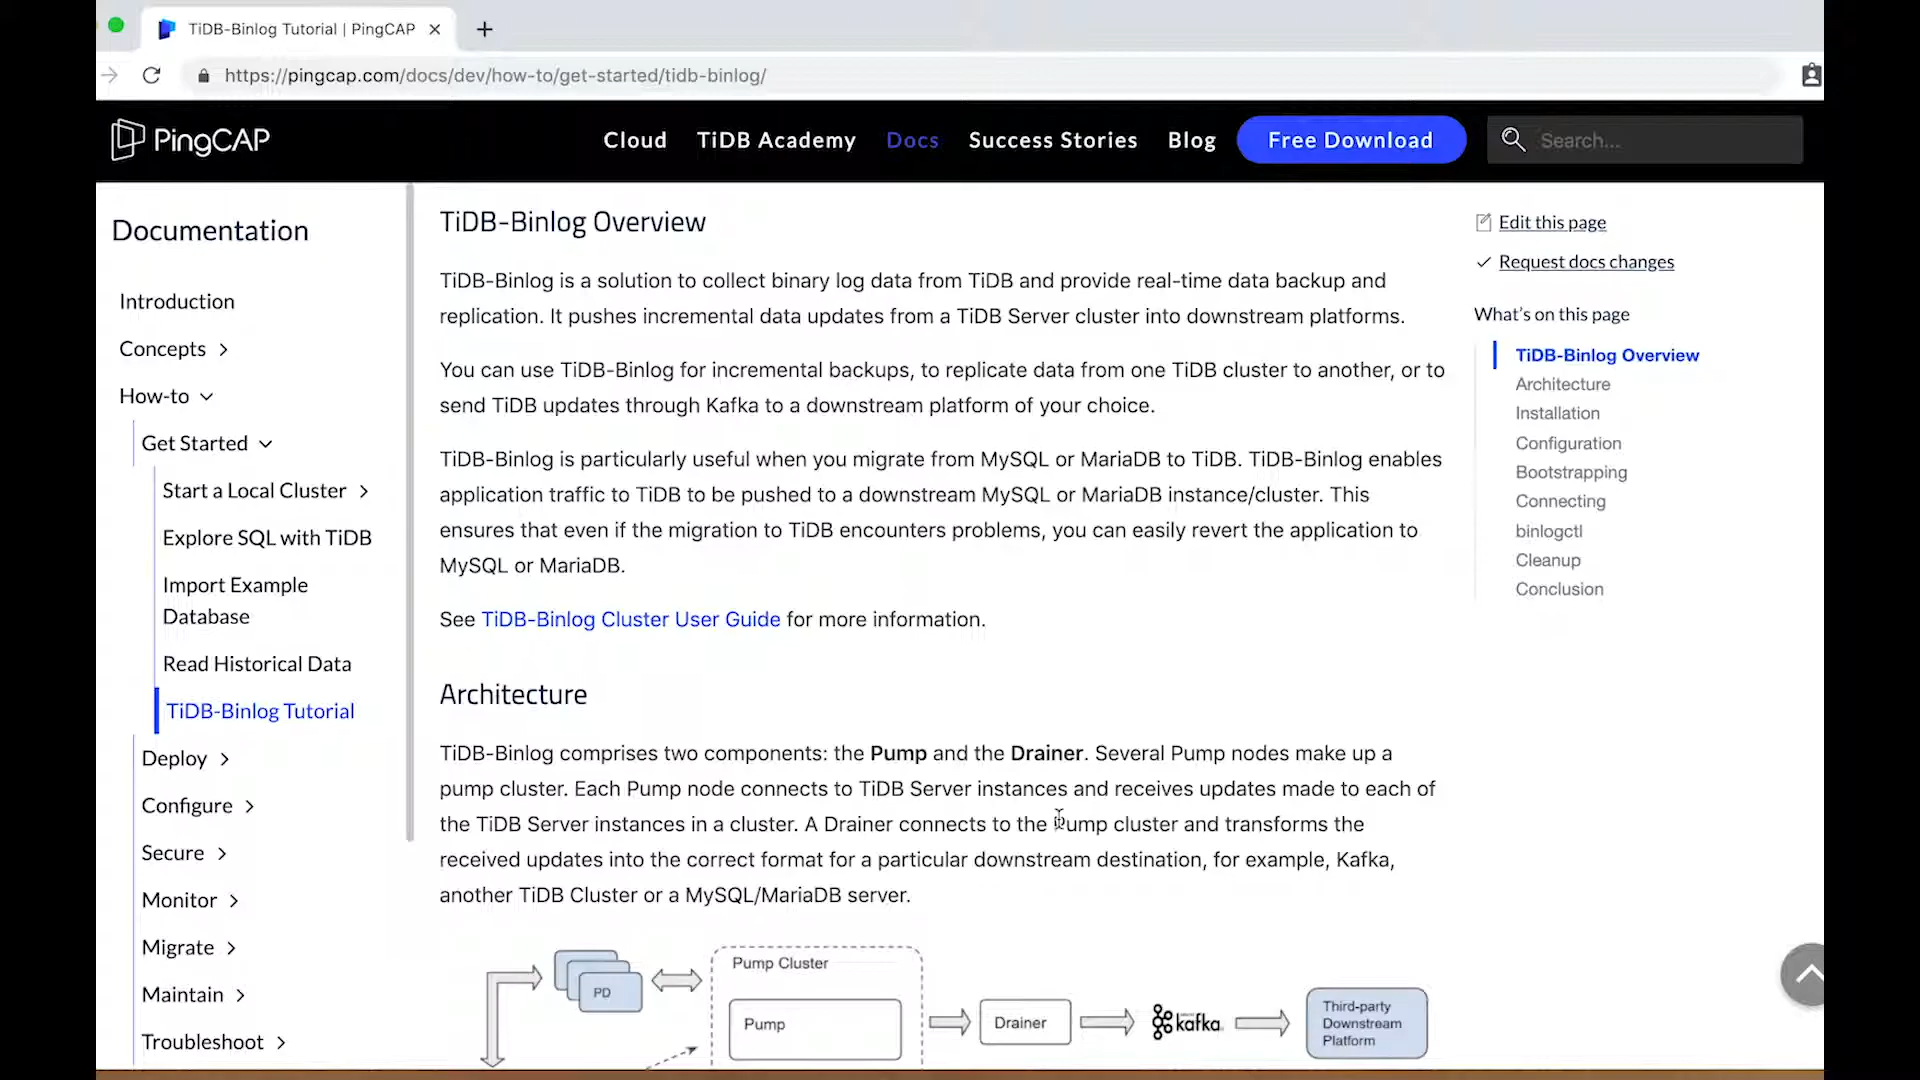 TiDB-Binlog Tutorial | PingCAP
https://pingcap.com/docs/dev/how-to/get-started/tidb-binlog/
PingCAP
Cloud
TiDB Academy
Docs
Success Stories
Blog
Free Download
Search...
Documentation
Introduction
Concepts
How-to
Get Started
Start a Local Cluster
Explore SQL with TiDB
Import Example
Database
Read Historical Data
TiDB-Binlog Tutorial
Deploy
Configure
Secure
Monitor
Migrate
Maintain
Troubleshoot
TiDB-Binlog Overview
TiDB-Binlog is a solution to collect binary log data from TiDB and provide real-time data backup and
replication. It pushes incremental data updates from a TiDB Server cluster into downstream platforms.
You can use TiDB-Binlog for incremental backups, to replicate data from one TiDB cluster to another, or to
send TiDB updates through Kafka to a downstream platform of your choice.
TiDB-Binlog is particularly useful when you migrate from MySQL or MariaDB to TiDB. TiDB-Binlog enables
application traffic to TiDB to be pushed to a downstream MySQL or MariaDB instance/cluster. This
ensures that even if the migration to TiDB encounters problems, you can easily revert the application to
MySQL or MariaDB.
See TiDB-Binlog Cluster User Guide for more information.
Architecture
TiDB-Binlog comprises two components: the Pump and the Drainer. Several Pump nodes make up a
pump cluster. Each Pump node connects to TiDB Server instances and receives updates made to each of
the TiDB Server instances in a cluster. A Drainer connects to the Pump cluster and transforms the
received updates into the correct format for a particular downstream destination, for example, Kafka,
another TiDB Cluster or a MySQL/MariaDB server.
PD
Pump Cluster
Pump
Drainer
kafka
Third-party
Downstream
Platform
Edit this page
Request docs changes
What's on this page
TiDB-Binlog Overview
Architecture
Installation
Configuration
Bootstrapping
Connecting
binlogctl
Cleanup
Conclusion